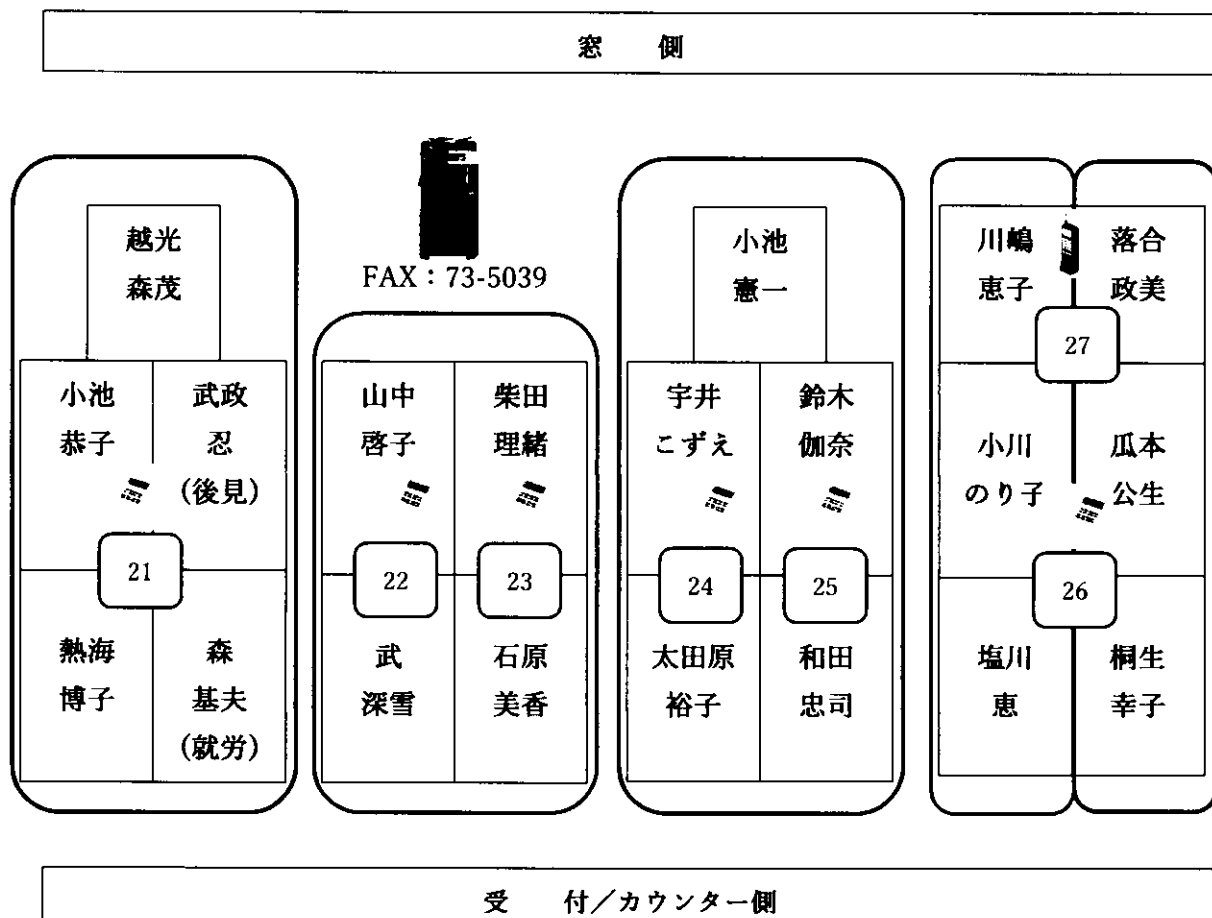 窓 側
越光
森茂
小池
恭子
武政
忍
(後見)
21
熱海
博子
森
基夫
(就労)
FAX:73-5039
山中
啓子
柴田
理緒
22
23
武
深雪
石原
美香
小池
憲一
宇井
こずえ
鈴木
伽奈
24
25
太田原
裕子
和田
忠司
川嶋
恵子
落合
政美
27
小川
のり子
瓜本
公生
26
塩川
恵
桐生
幸子
受 付/カウンター側